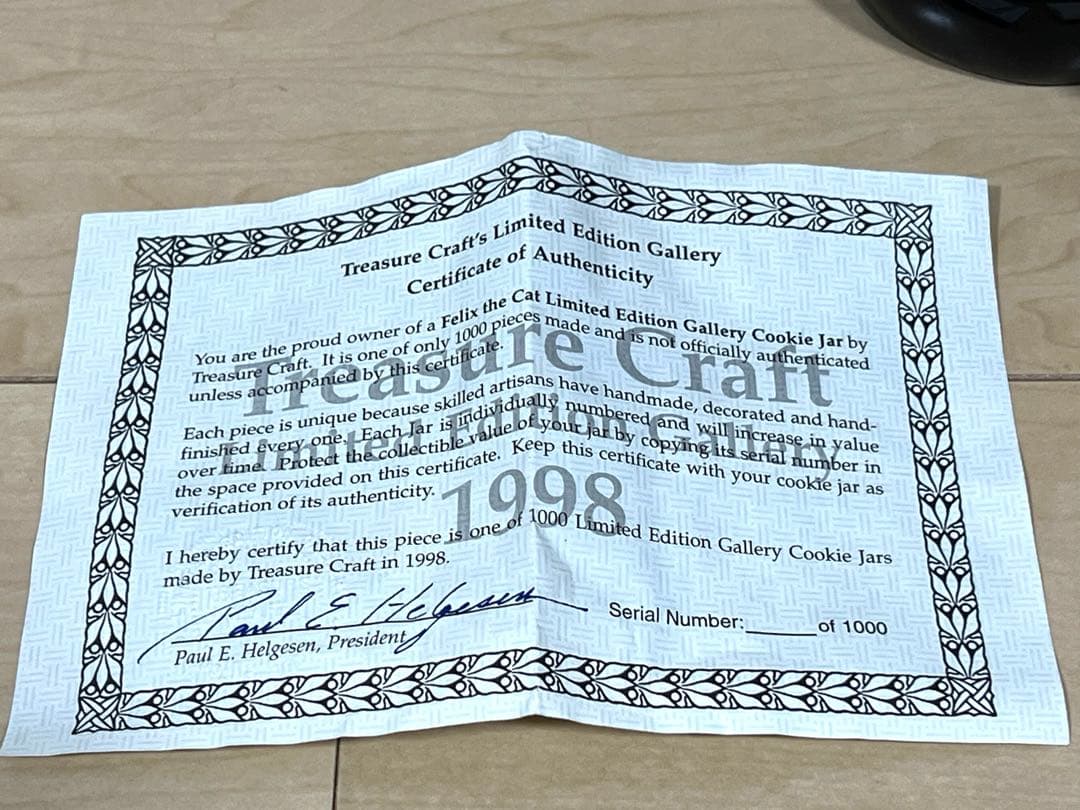 Treasure Craft's Limited Edition Gallery
Certificate of Authenticity
You are the proud owner of a Felix the Cat Limited Edition Gallery Cookie Jar by
Treasure Craft. It is one of only 1000 pieces made and is not officially authenticated
unless accompanied by this certificate.
Each piece is unique because skilled artisans have handmade, decorated and hand-
finished every one. Each Jar is individually numbered and will increase in value
over time. Protect the collectible value of your jar by copying its serial number in
the space provided on this certificate. Keep this certificate with your cookie jar as
verification of its authenticity.
Treasure Craft
Limited Edition Gallery
1998
I hereby certify that this piece is one of 1000 Limited Edition Gallery Cookie Jars
made by Treasure Craft in 1998.
Paul E Helgesen
Paul E. Helgesen, President
Serial Number:______of 1000